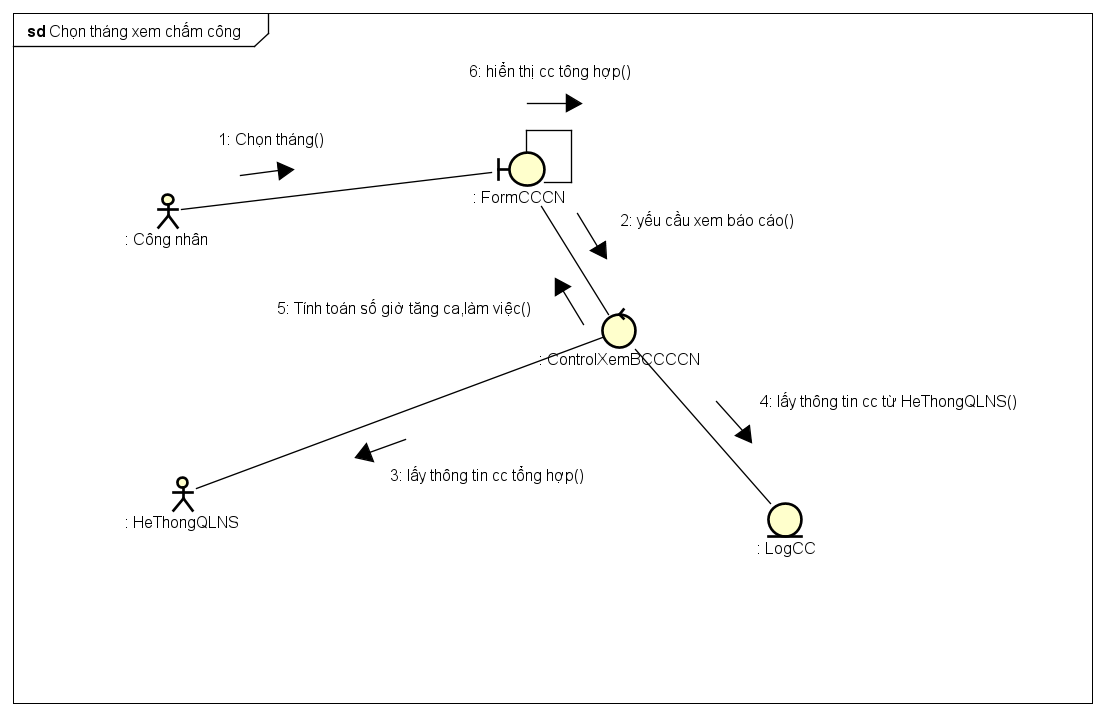 sd Chọn tháng xem chấm công
6: hiển thị cc tông hợp()
1: Chọn tháng()
: FormCCCN
2: yếu cầu xem báo cáo()
: Công nhân
5: Tính toán số giờ tăng ca,làm việc()
: ControlXemBCCCCN
4: lấy thông tin cc từ HeThongQLNS()
3: lấy thông tin cc tổng hợp()
: HeThongQLNS
: LogCC